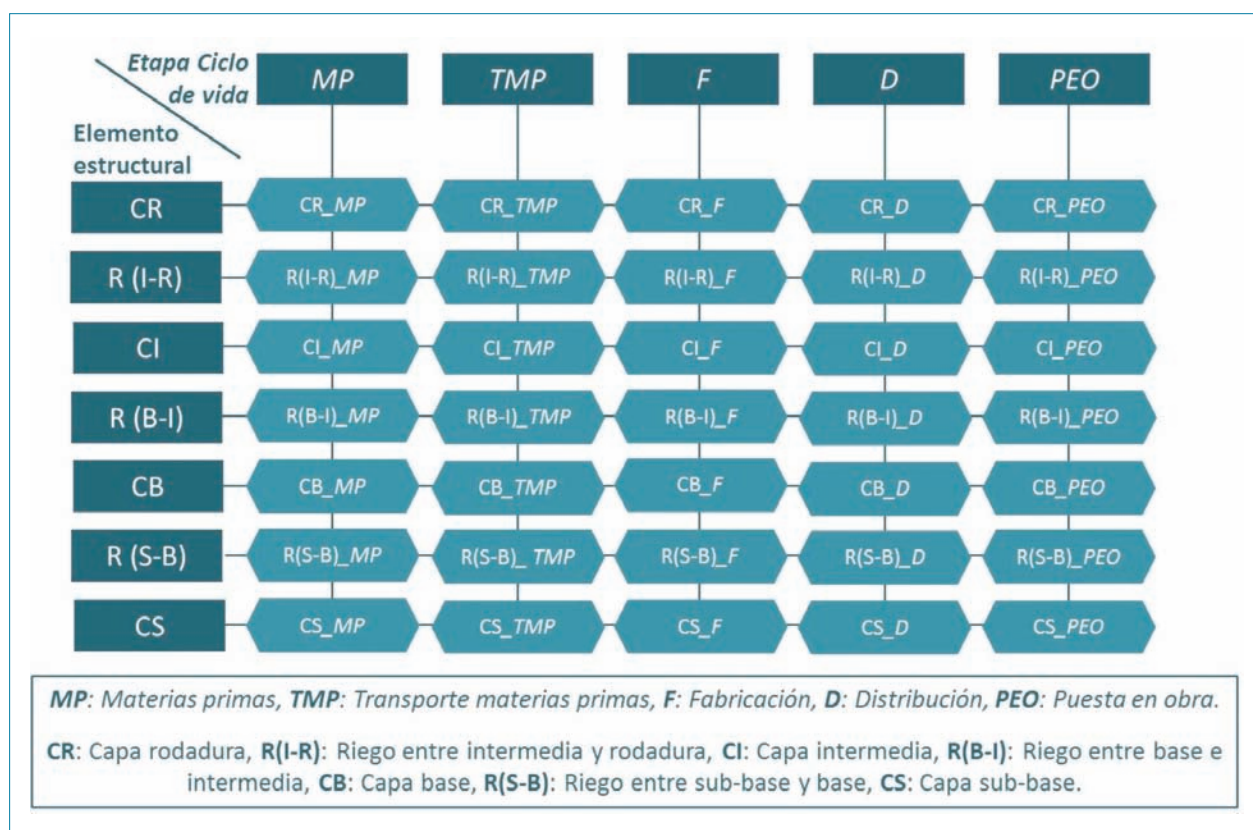 Etapa Ciclo
de vida
MP TMP F D PEO
Elemento
estructural
CR CR_MP CR_TMP CR_F CR_D CR_PEO
R (I-R) R(I-R)_MP R(I-R)_TMP R(I-R)_F R(I-R)_D R(I-R)_PEO
CI CI_MP CI_TMP CI_F CI_D CI_PEO
R (B-I) R(B-I)_MP R(B-I)_TMP R(B-I)_F R(B-I)_D R(B-I)_PEO
CB CB_MP CB_TMP CB_F CB_D CB_PEO
R (S-B) R(S-B)_MP R(S-B)_ TMP R(S-B)_F R(S-B)_D R(S-B)_PEO
CS CS_MP CS_TMP CS_F CS_D CS_PEO
MP: Materias primas, TMP: Transporte materias primas, F: Fabricación, D: Distribución, PEO: Puesta en obra.
CR: Capa rodadura, R(I-R): Riego entre intermedia y rodadura, CI: Capa intermedia, R(B-I): Riego entre base e
intermedia, CB: Capa base, R(S-B): Riego entre sub-base y base, CS: Capa sub-base.